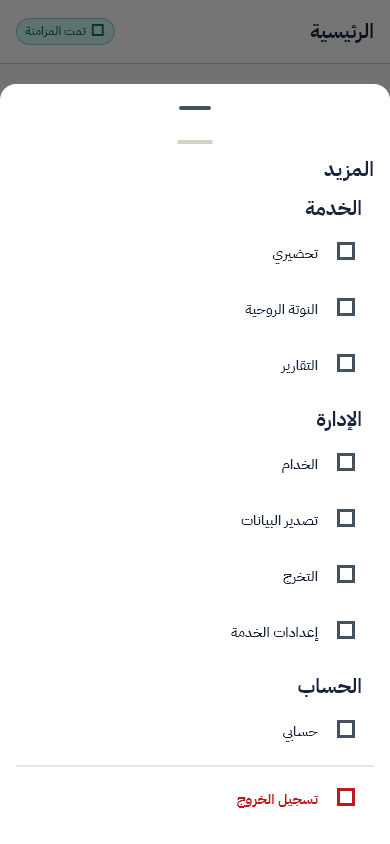 الرئيسية
تمت المزامنة
المزيد
الخدمة
تحضيري
النوتة الروحية
التقارير
الإدارة
الخدام
تصدير البيانات
التخرج
إعدادات الخدمة
الحساب
حسابي
تسجيل الخروج